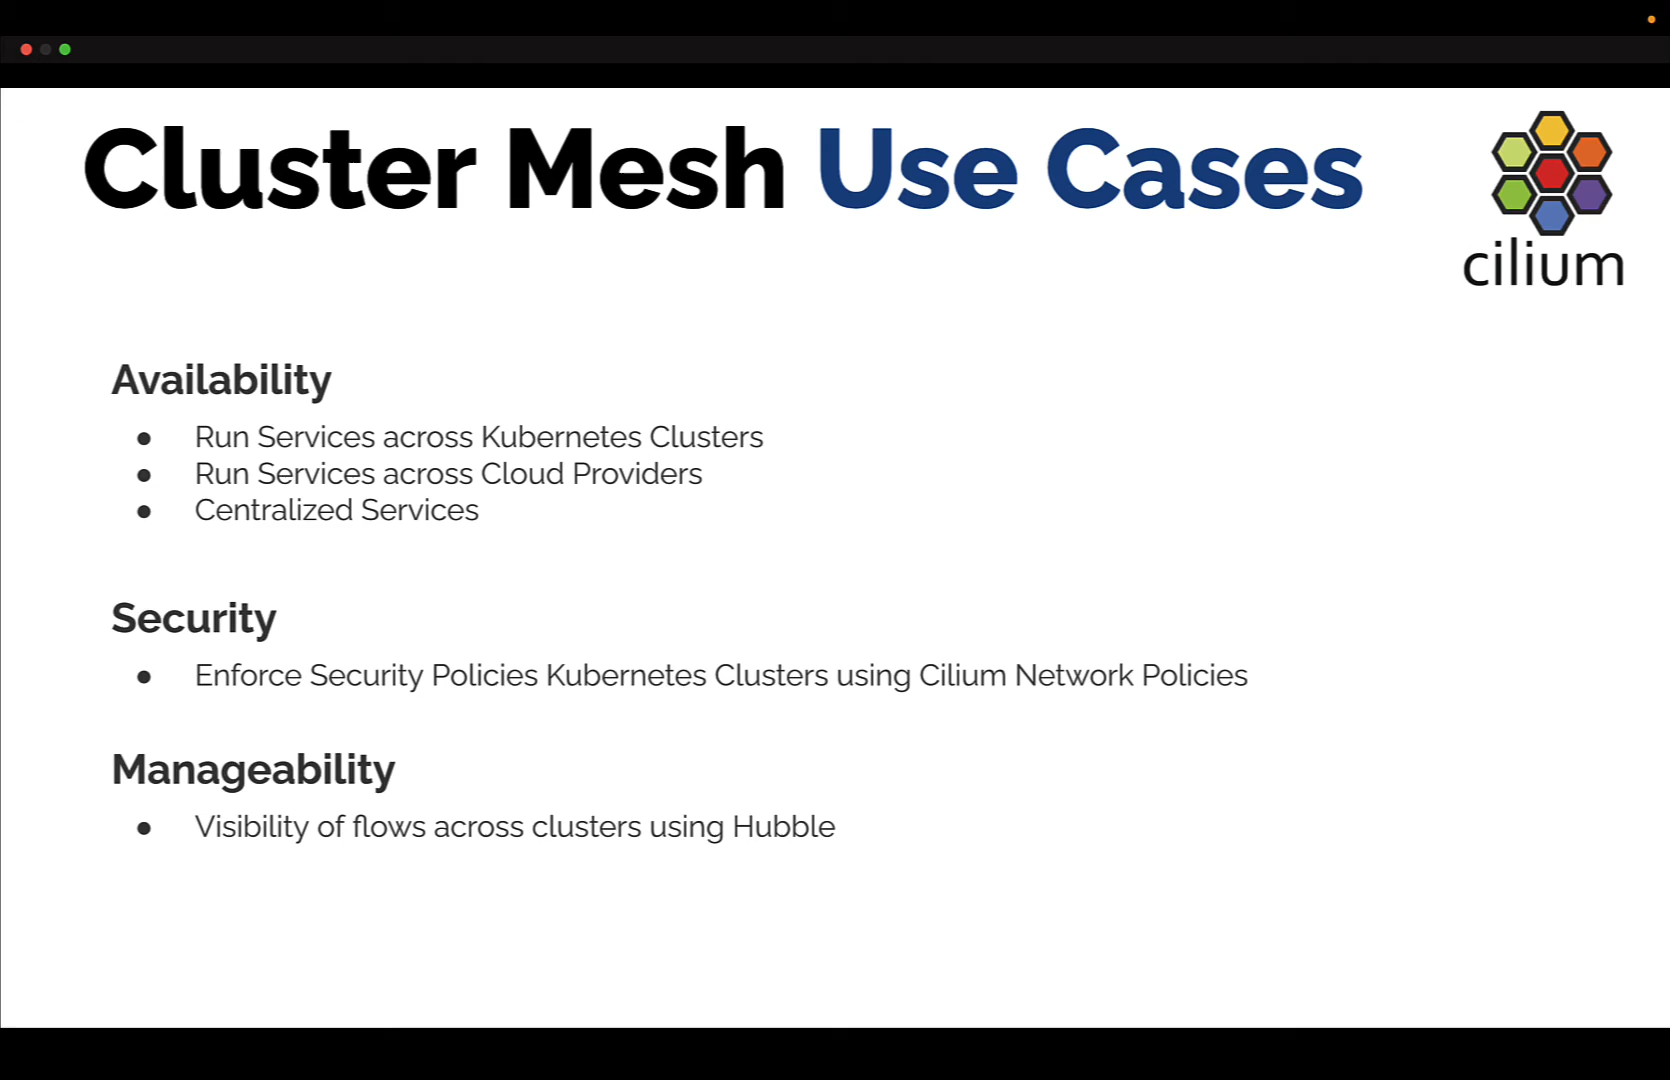 Cluster Mesh Use Cases
cilium
Availability
● Run Services across Kubernetes Clusters
● Run Services across Cloud Providers
● Centralized Services
Security
● Enforce Security Policies Kubernetes Clusters using Cilium Network Policies
Manageability
● Visibility of flows across clusters using Hubble